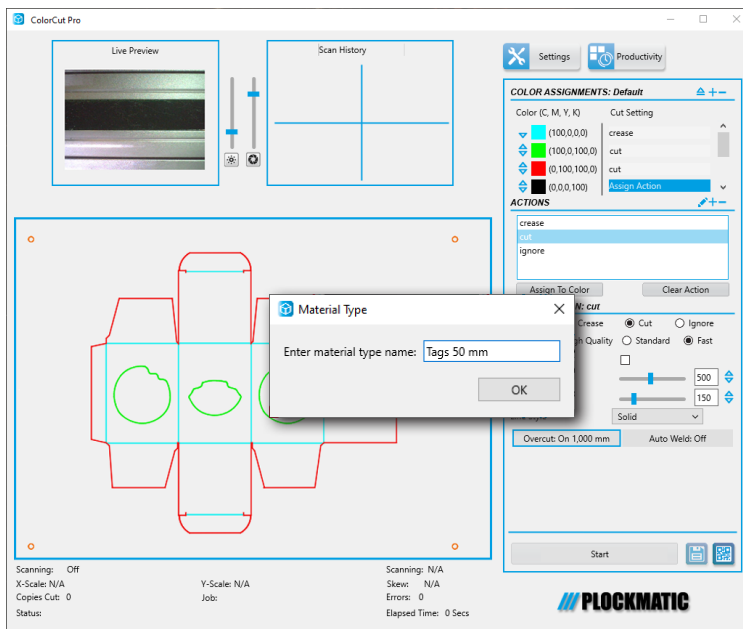 ColorCut Pro
Live Preview
Scan History
Settings
Productivity
COLOR ASSIGNMENTS: Default
Color (C, M, Y, K) Cut Setting
(100,0,0,0) crease
(100,0,100,0) cut
(0,100,100,0) cut
(0,0,0,100) Assign Action
ACTIONS
crease
cut
ignore
Assign To Color Clear Action
N: cut
Crease Cut Ignore
Quality Standard Fast
500
150
Solid
Overcut: On 1,000 mm Auto Weld: Off
Start
Material Type
Enter material type name: Tags 50 mm
OK
Scanning: Off Scanning: N/A
X-Scale: N/A Y-Scale: N/A Skew: N/A
Copies Cut: 0 Job: Errors: 0
Status: Elapsed Time: 0 Secs
PLOCKMATIC